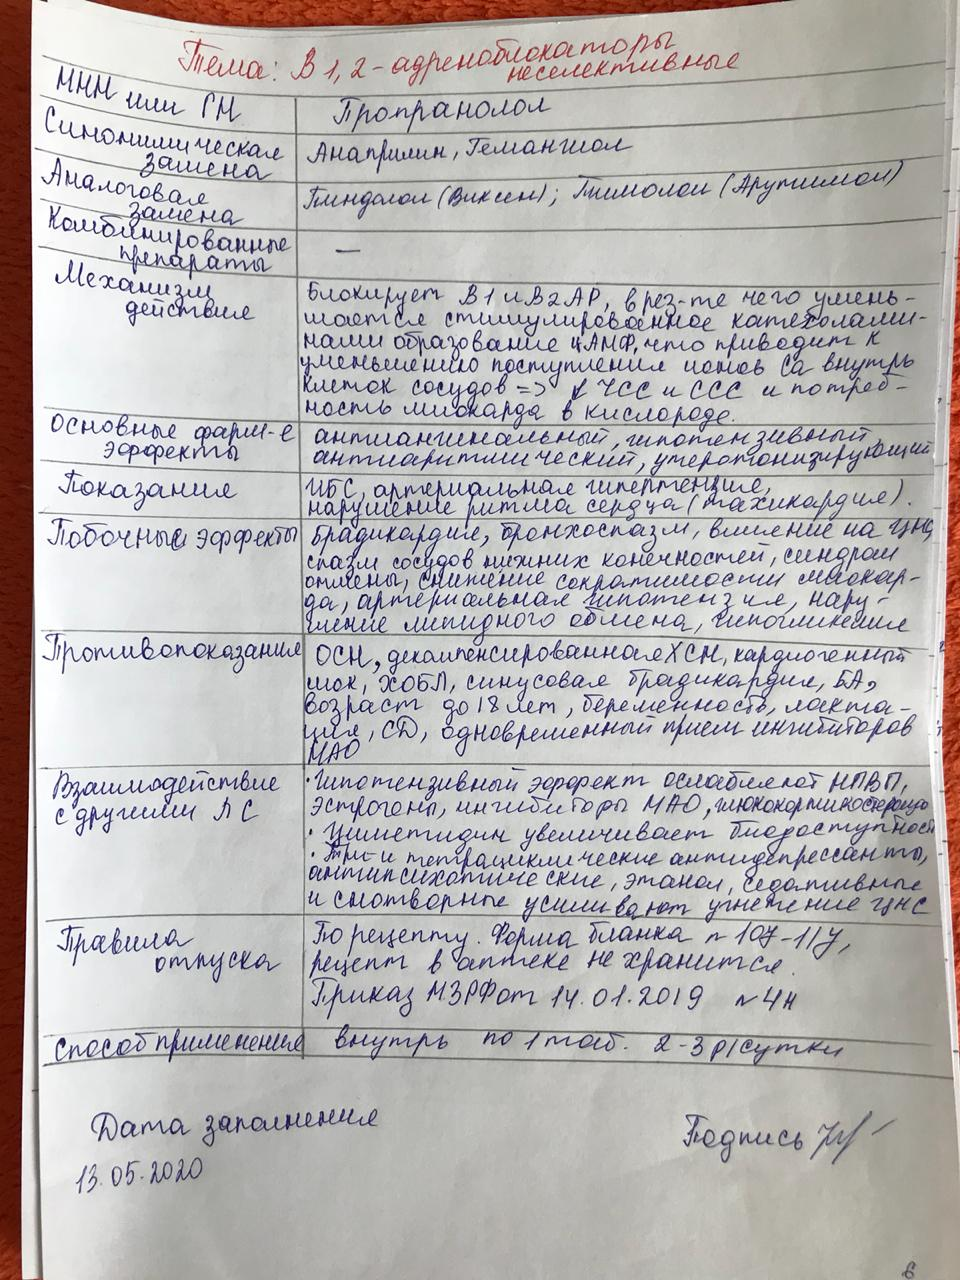 Тема: В 1,2-адреноблокаторы
неселективные
МНН или ГН
Пропранолол
Синонимическая
замена
Анаприлин, Гемангиол
Аналоговая
замена
Пиндолол (Вискен); Тимолол (Арутимол)
Комбинированные
препараты
—
Механизм
действия
Блокирует В1 и В2 АР, в рез-те чего умень-
шается стимулированное катехолами-
нами образование цАМФ, что приводит к
уменьшению поступления ионов Са внутрь
клеток сосудов => ↓ ЧСС и ССС и потреб-
ность миокарда в кислороде.
Основные фарм-е
эффекты
антиангинальный, гипотензивный,
антиаритмический, утеротонизирующий
Показания
ИБС, артериальная гипертензия,
нарушение ритма сердца (тахикардия).
Побочные эффекты
Брадикардия, бронхоспазм, влияние на ЦНС,
спазм сосудов нижних конечностей, синдром
отмены, снижение сократимости миокар-
да, артериальная гипотензия, нару-
шение липидного обмена, гипогликемия
Противопоказания
ОСН, декомпенсированная ХСН, кардиогенный
шок, ХОБЛ, синусовая брадикардия, БА,
возраст до 18 лет, беременность, лакта-
ция, СД, одновременный прием ингибиторов
МАО
Взаимодействие
с другими ЛС
· Гипотензивный эффект ослабляют НПВП,
эстрогены, ингибиторы МАО, глюкокортикостероиды
· Циметидин увеличивает биодоступность
· Три- и тетрациклические антидепрессанты,
антипсихотические, этанол, седативные
и снотворные усиливают угнетение ЦНС
Правила
отпуска
По рецепту. Форма бланка n 107-1/У,
рецепт в аптеке не хранится.
Приказ МЗРФ от 14.01.2019 N 4н
Способ применения
внутрь по 1 таб. 2-3 р/сутки
Дата заполнения
Подпись
13.05.2020
6